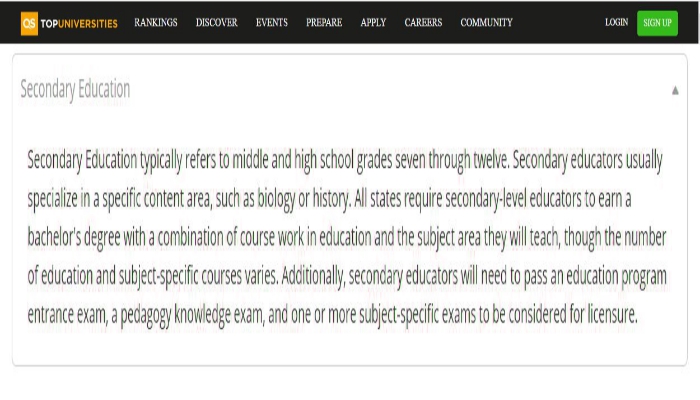 QS TOPUNIVERSITIES RANKINGS DISCOVER EVENTS PREPARE APPLY CAREERS COMMUNITY LOGIN SIGN UP
Secondary Education
Secondary Education typically refers to middle and high school grades seven through twelve. Secondary educators usually
specialize in a specific content area, such as biology or history. All states require secondary-level educators to earn a
bachelor's degree with a combination of course work in education and the subject area they will teach, though the number
of education and subject-specific courses varies. Additionally, secondary educators will need to pass an education program
entrance exam, a pedagogy knowledge exam, and one or more subject-specific exams to be considered for licensure.